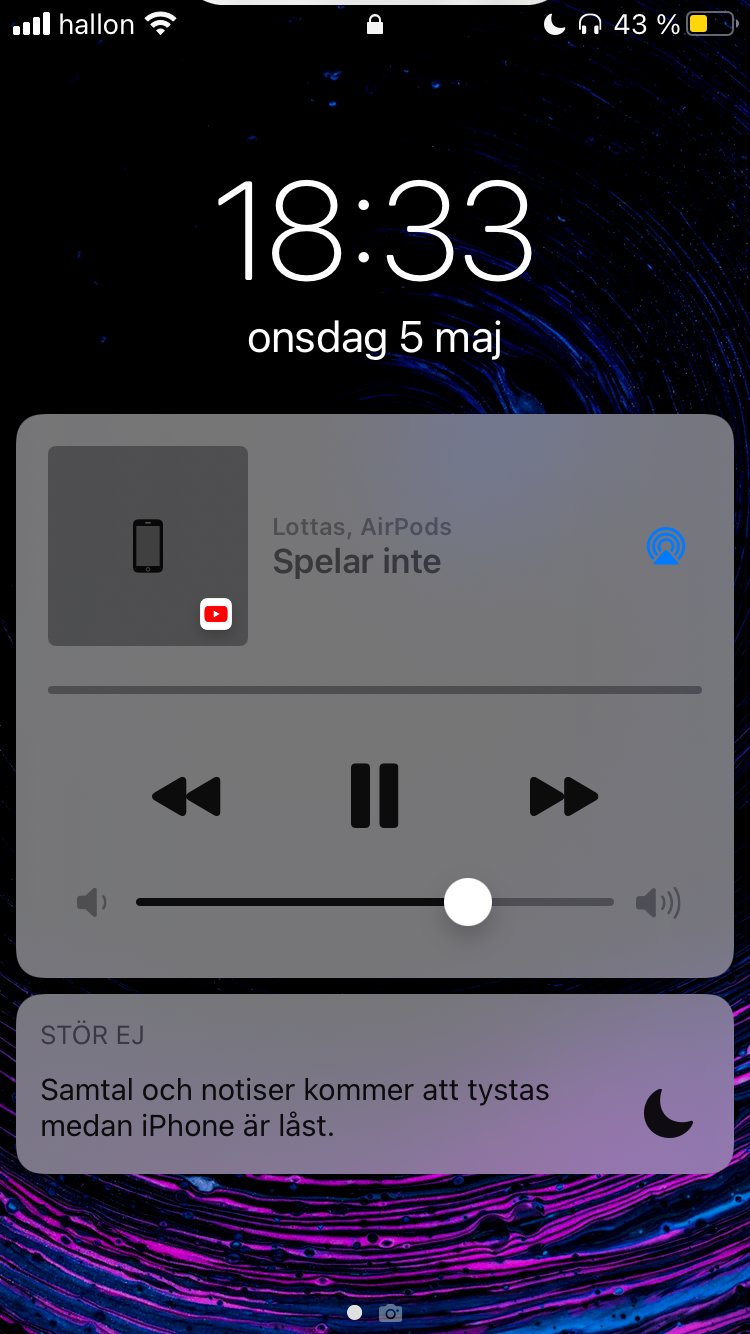 hallon 43 %
18:33
onsdag 5 maj
Lottas, AirPods
Spelar inte
STÖR EJ
Samtal och notiser kommer att tystas
medan iPhone är låst.